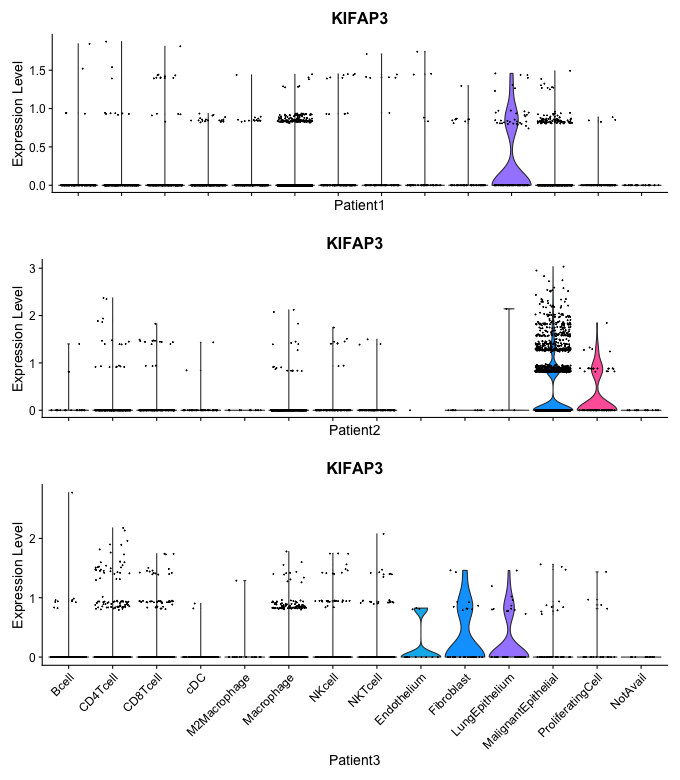 KIFAP3
Expression Level
1.5
1.0
0.5
0.0
Patient1
KIFAP3
Expression Level
3
2
1
0
Patient2
KIFAP3
Expression Level
2
1
0
Bcell
CD4Tcell
CD8Tcell
cDC
M2Macrophage
Macrophage
NKcell
NKTcell
Endothelium
Fibroblast
LungEpithelium
MalignantEpithelial
ProliferatingCell
NotAvail
Patient3